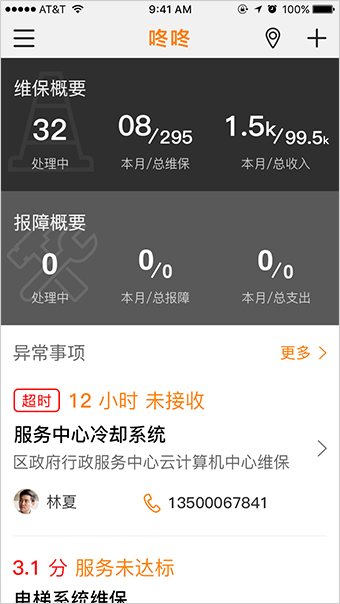 AT&T 9:41 AM 100%
咚咚
维保概要
32 08/295 1.5k/99.5k
处理中 本月/总维保 本月/总收入
报障概要
0 0/0 0/0
处理中 本月/总报障 本月/总支出
异常事项 更多
超时 12 小时 未接收
服务中心冷却系统
区政府行政服务中心云计算机中心维保
林夏 13500067841
3.1 分 服务未达标
电梯系统维保